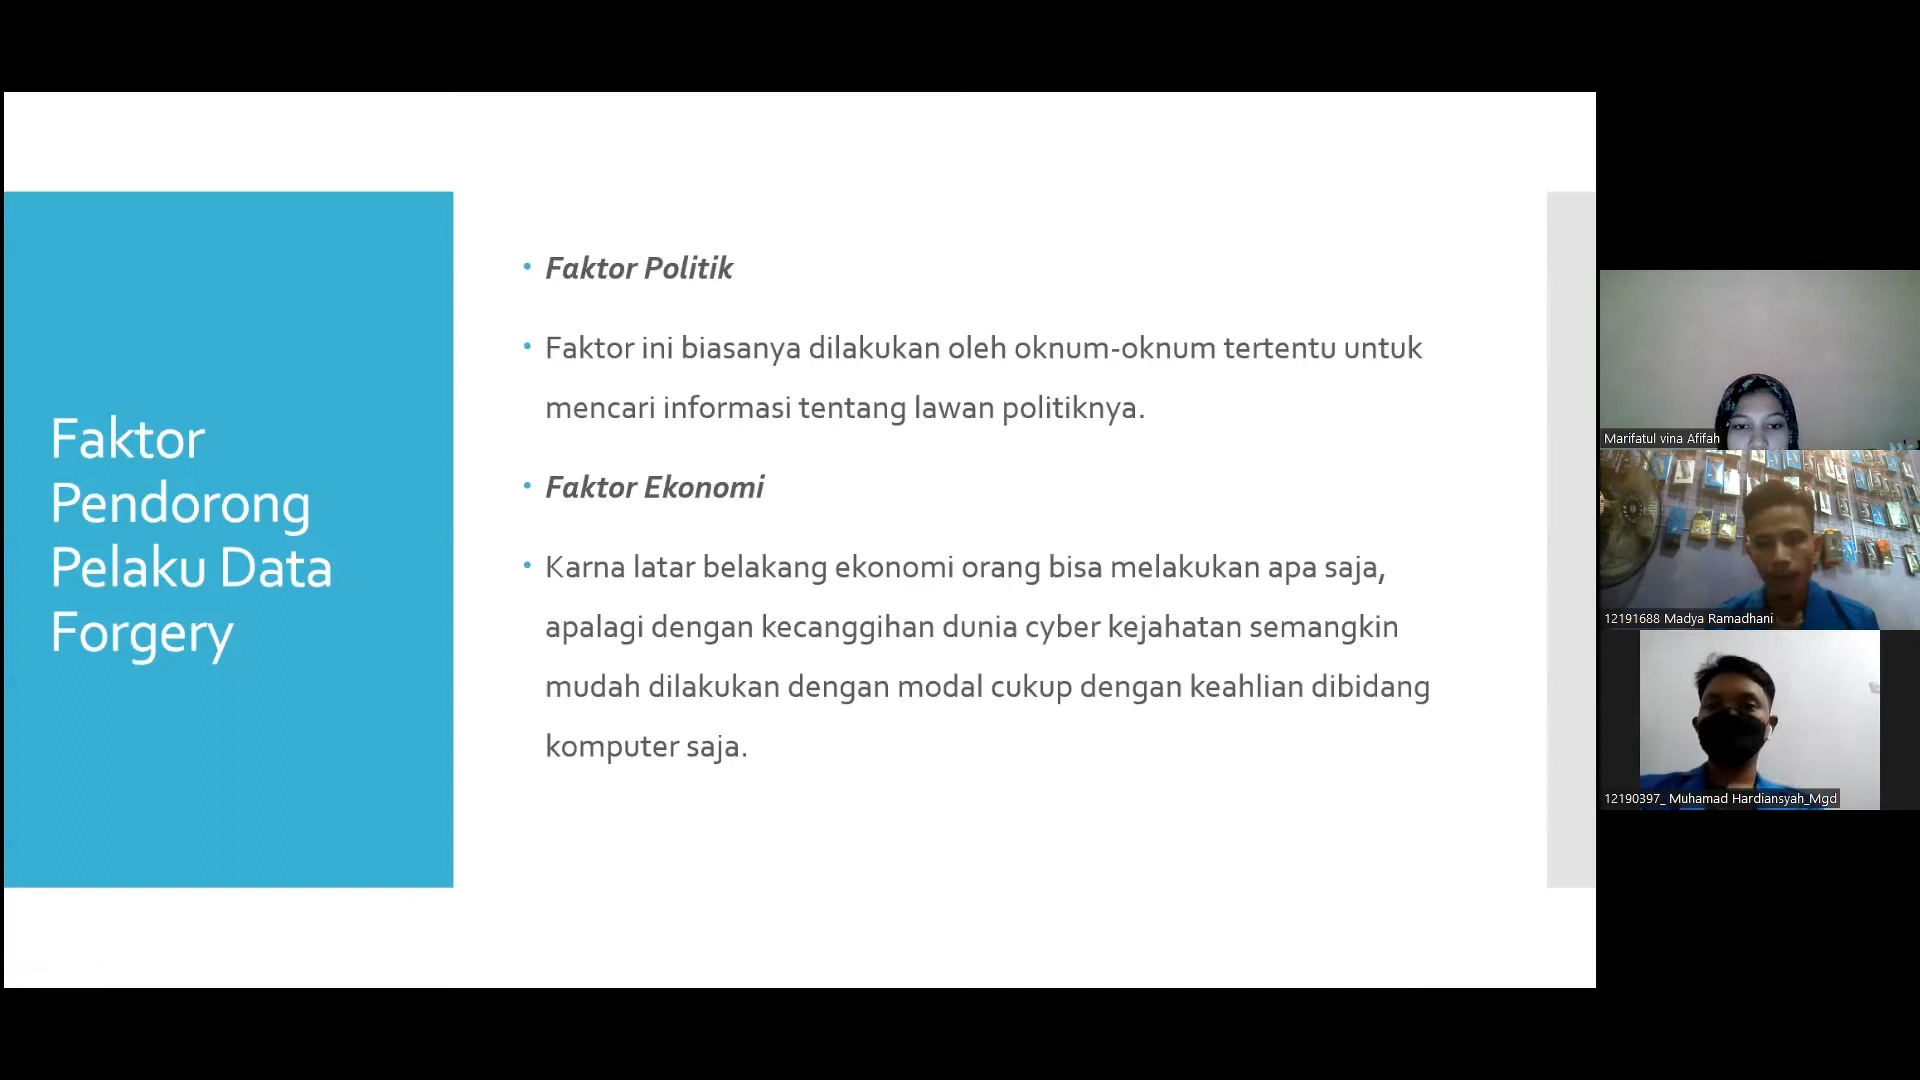 Faktor
Pendorong
Pelaku Data
Forgery
• Faktor Politik
• Faktor ini biasanya dilakukan oleh oknum-oknum tertentu untuk
mencari informasi tentang lawan politiknya.
• Faktor Ekonomi
• Karna latar belakang ekonomi orang bisa melakukan apa saja,
apalagi dengan kecanggihan dunia cyber kejahatan semangkin
mudah dilakukan dengan modal cukup dengan keahlian dibidang
komputer saja.
Marifatul vina Afifah
12191688 Madya Ramadhani
12190397_ Muhamad Hardiansyah_Mgd